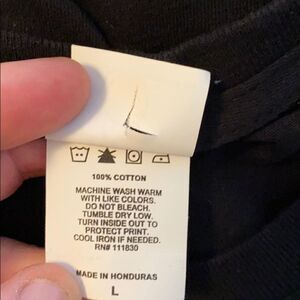 100% COTTON
MACHINE WASH WARM
WITH LIKE COLORS.
DO NOT BLEACH.
TUMBLE DRY LOW.
TURN INSIDE OUT TO
PROTECT PRINT.
COOL IRON IF NEEDED.
RN# 111830
MADE IN HONDURAS
L